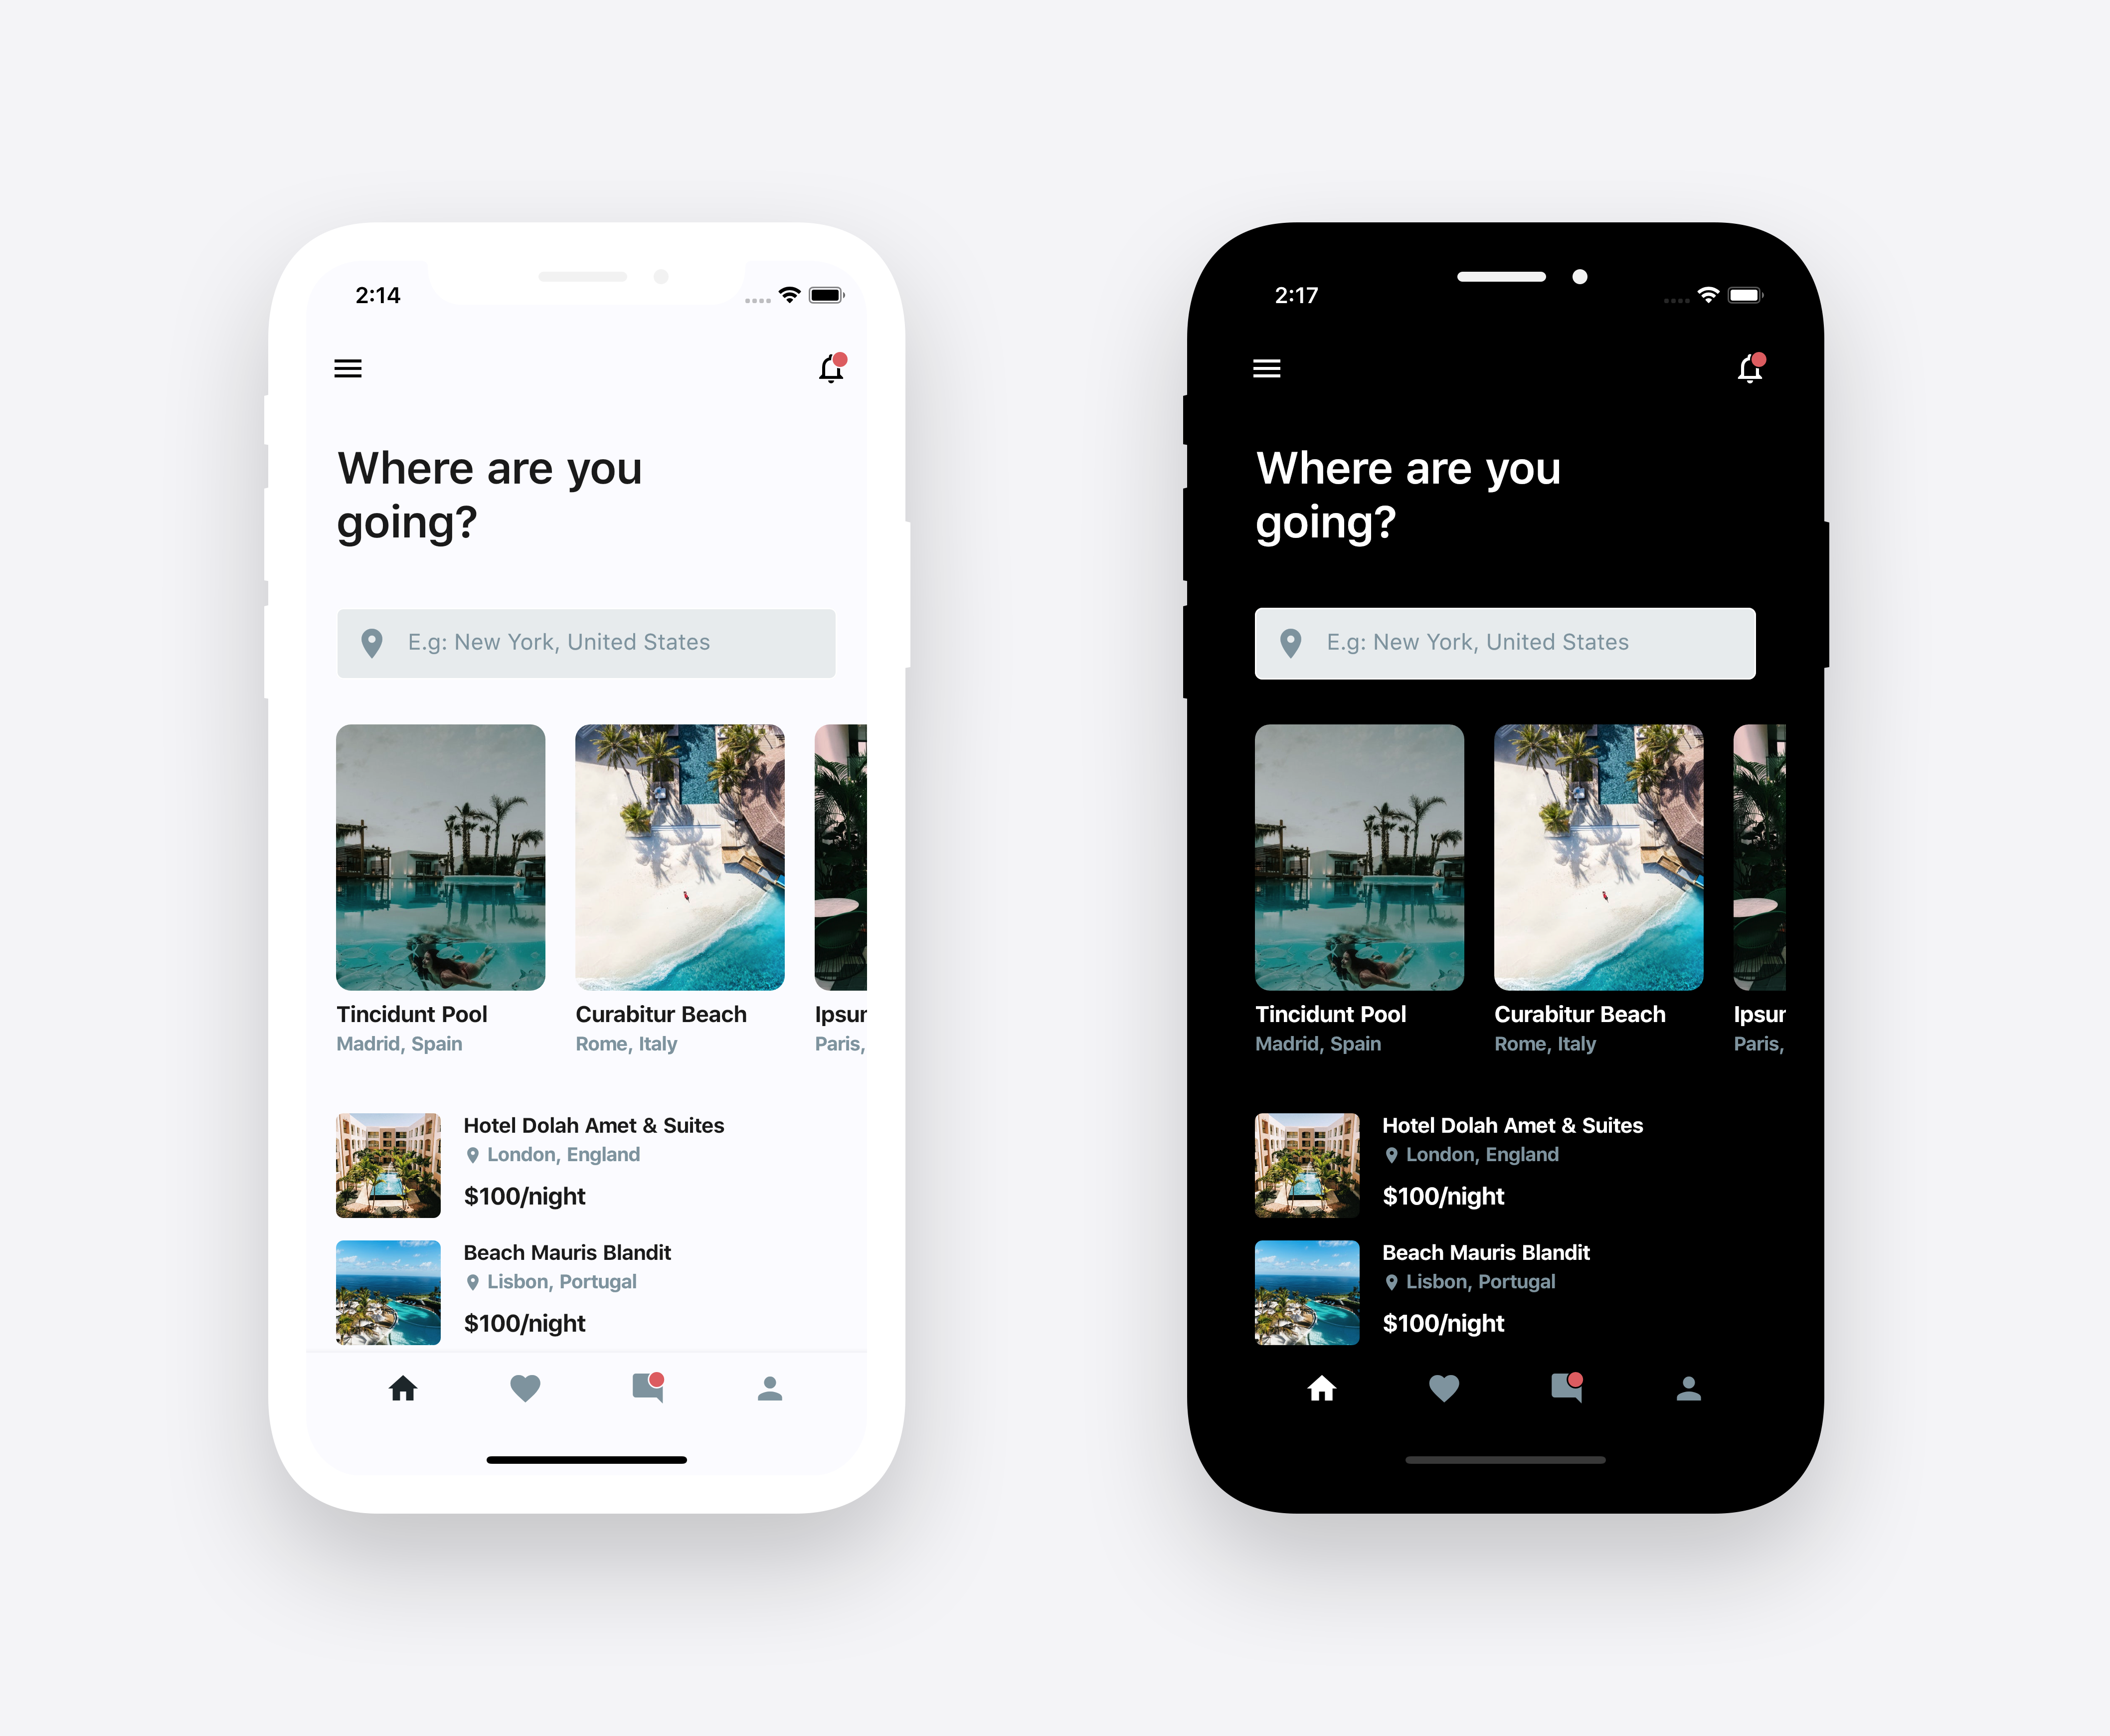 2:14
Where are you
going?
E.g: New York, United States
Tincidunt Pool
Madrid, Spain
Curabitur Beach
Rome, Italy
Ipsur
Paris,
Hotel Dolah Amet & Suites
London, England
$100/night
Beach Mauris Blandit
Lisbon, Portugal
$100/night
2:17
Where are you
going?
E.g: New York, United States
Tincidunt Pool
Madrid, Spain
Curabitur Beach
Rome, Italy
Ipsur
Paris,
Hotel Dolah Amet & Suites
London, England
$100/night
Beach Mauris Blandit
Lisbon, Portugal
$100/night